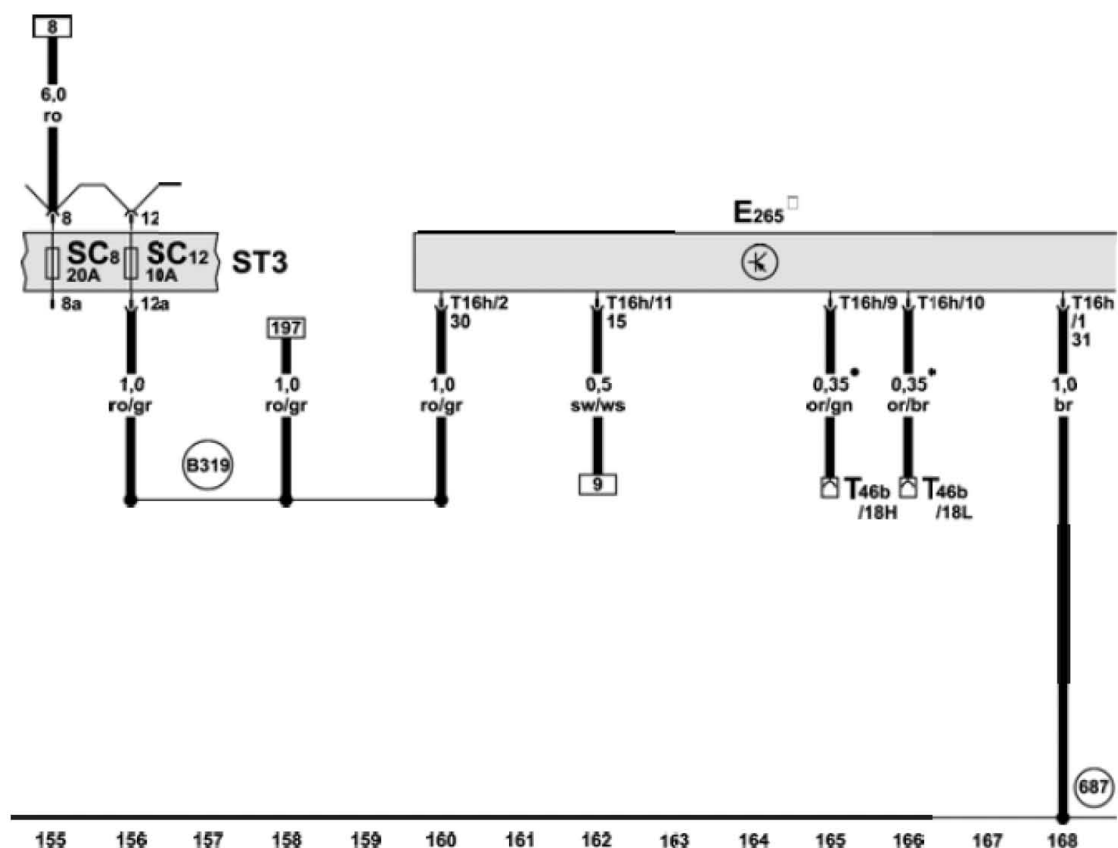 8
6,0
ro
8
12
SC8
20A
SC12
10A
ST3
8a
12a
E265
T16h/2
30
T16h/11
15
T16h/9
T16h/10
T16h
/1
31
197
1,0
ro/gr
1,0
ro/gr
1,0
ro/gr
0,5
sw/ws
0,35*
or/gn
0,35*
or/br
1,0
br
B319
9
T46b
/18H
T46b
/18L
687
155 156 157 158 159 160 161 162 163 164 165 166 167 168